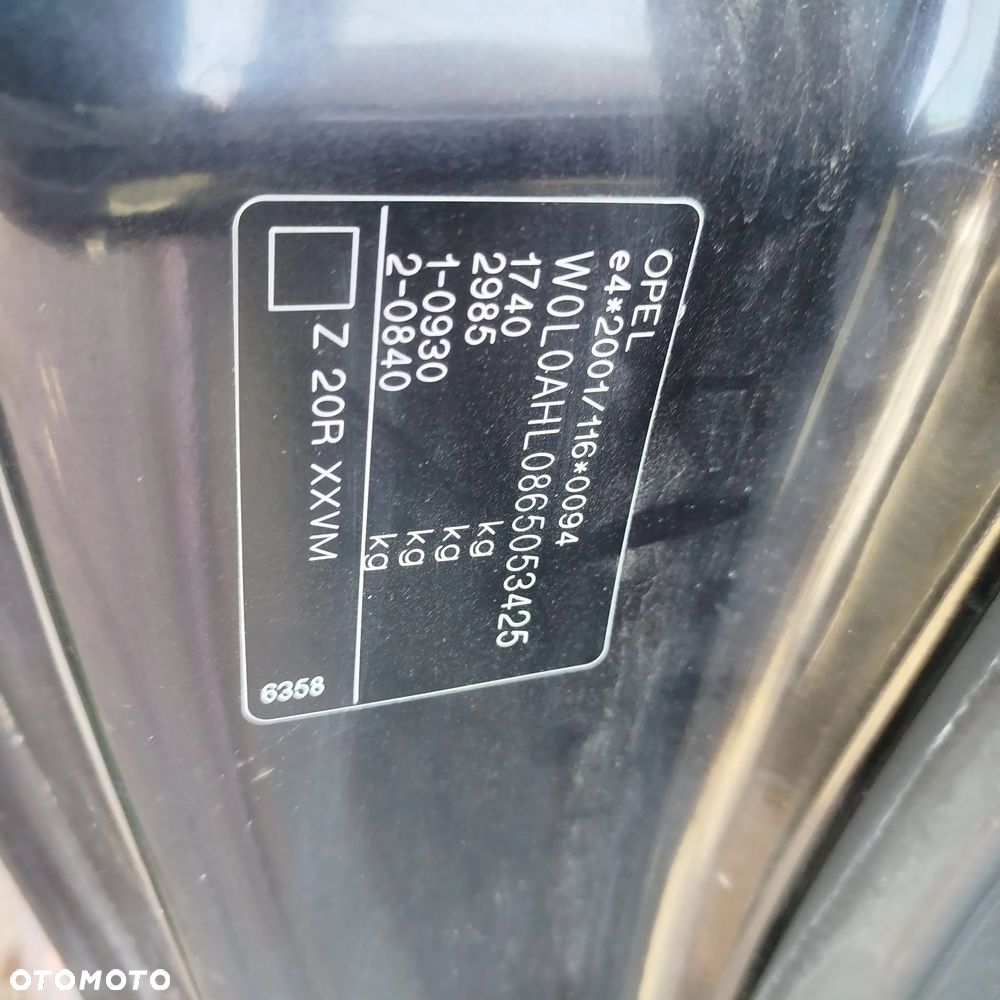 OPEL
e4*2001/116*0094
W0L0AHL0865053425
1740 kg
2985 kg
1-0930 kg
2-0840 kg
Z 20R XXVM
6358
OTOMOTO